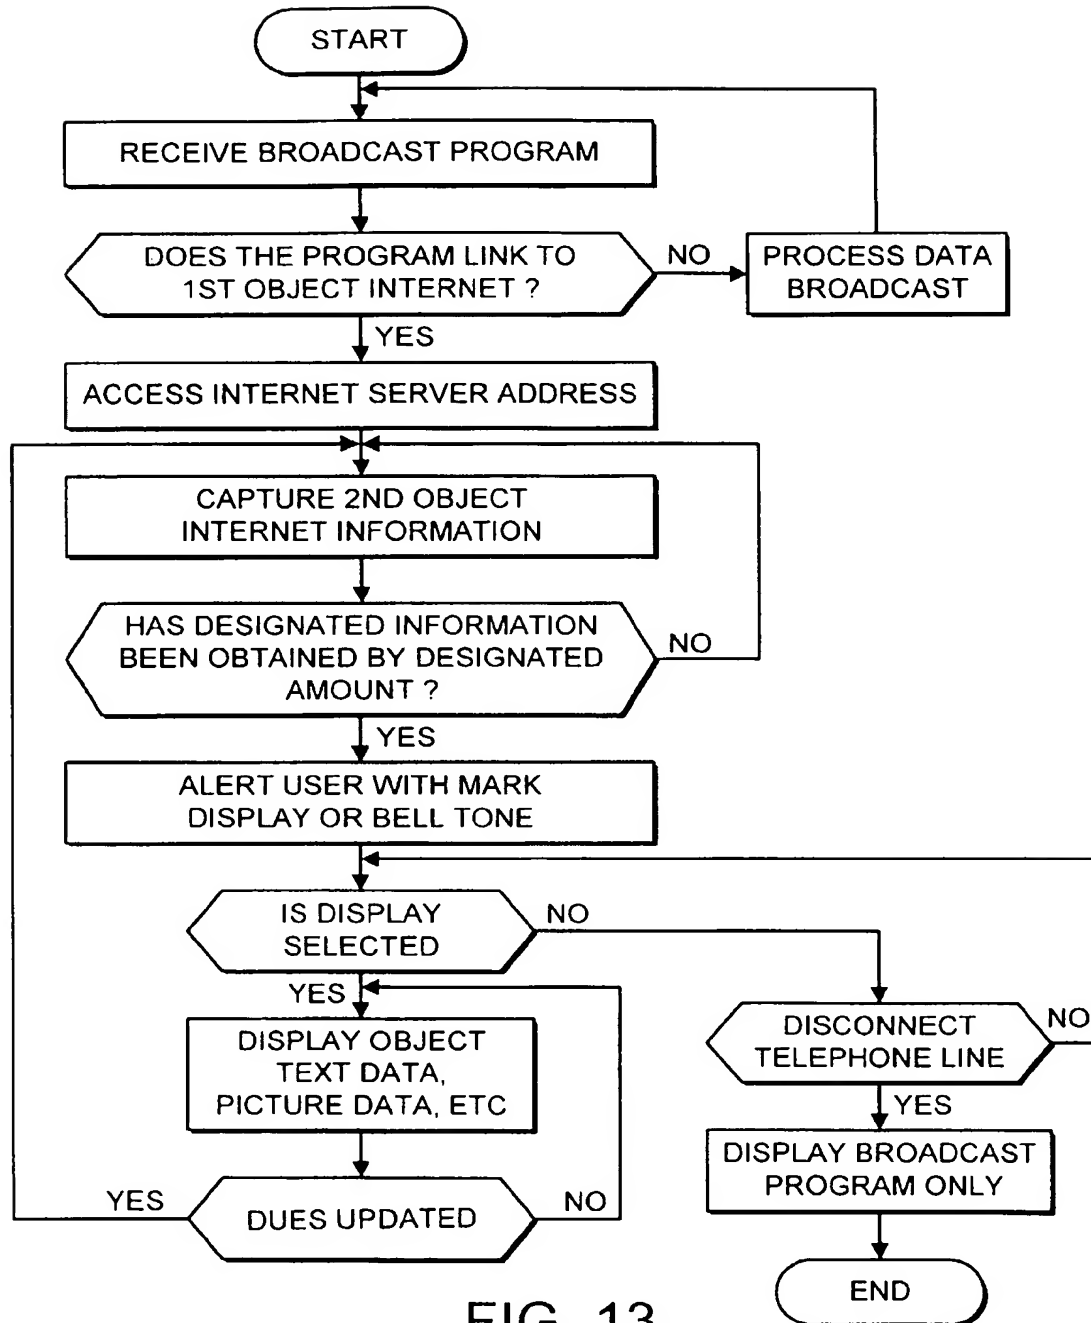 START
RECEIVE BROADCAST PROGRAM
DOES THE PROGRAM LINK TO
1ST OBJECT INTERNET ?
NO
PROCESS DATA
BROADCAST
YES
ACCESS INTERNET SERVER ADDRESS
CAPTURE 2ND OBJECT
INTERNET INFORMATION
HAS DESIGNATED INFORMATION
BEEN OBTAINED BY DESIGNATED
AMOUNT ?
NO
YES
ALERT USER WITH MARK
DISPLAY OR BELL TONE
IS DISPLAY
SELECTED
NO
YES
DISPLAY OBJECT
TEXT DATA,
PICTURE DATA, ETC
DUES UPDATED
YES
NO
DISCONNECT
TELEPHONE LINE
NO
YES
DISPLAY BROADCAST
PROGRAM ONLY
END
FIG. 13